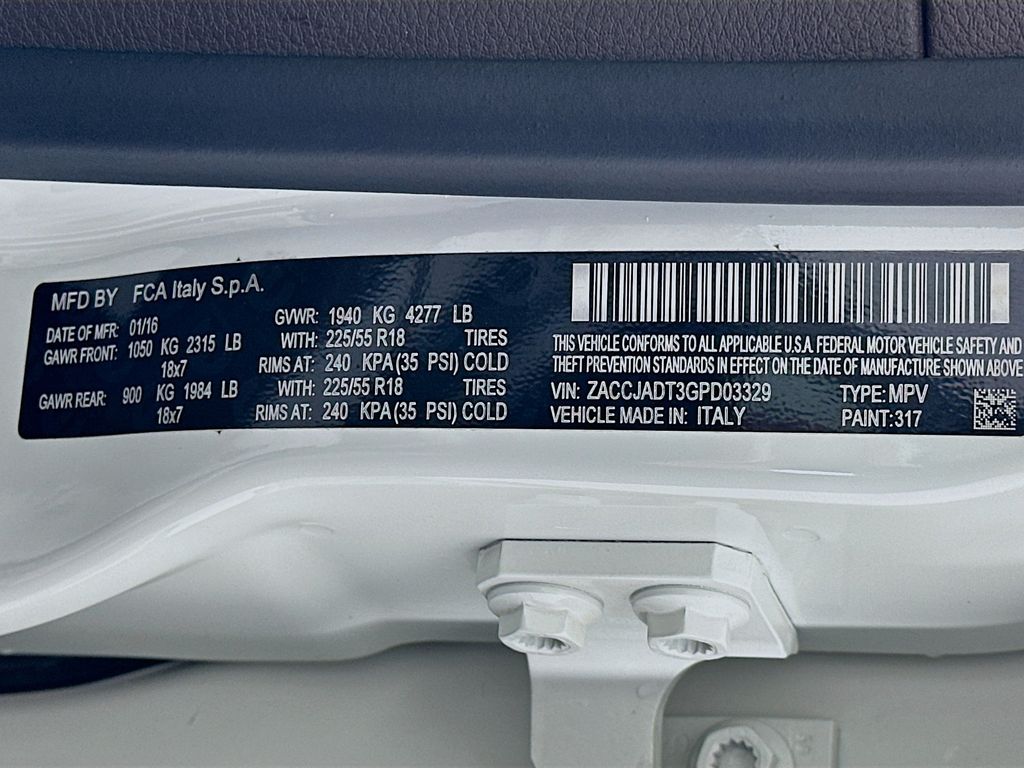 MFD BY FCA Italy S.p.A.
DATE OF MFR: 01/16 GVWR: 1940 KG 4277 LB
GAWR FRONT: 1050 KG 2315 LB WITH: 225/55 R18 TIRES
18x7 RIMS AT: 240 KPA(35 PSI) COLD
GAWR REAR: 900 KG 1984 LB WITH: 225/55 R18 TIRES
18x7 RIMS AT: 240 KPA(35 PSI) COLD
THIS VEHICLE CONFORMS TO ALL APPLICABLE U.S.A. FEDERAL MOTOR VEHICLE SAFETY AND
THEFT PREVENTION STANDARDS IN EFFECT ON THE DATE OF MANUFACTURE SHOWN ABOVE
VIN: ZACCJADT3GPD03329 TYPE: MPV
VEHICLE MADE IN: ITALY PAINT: 317